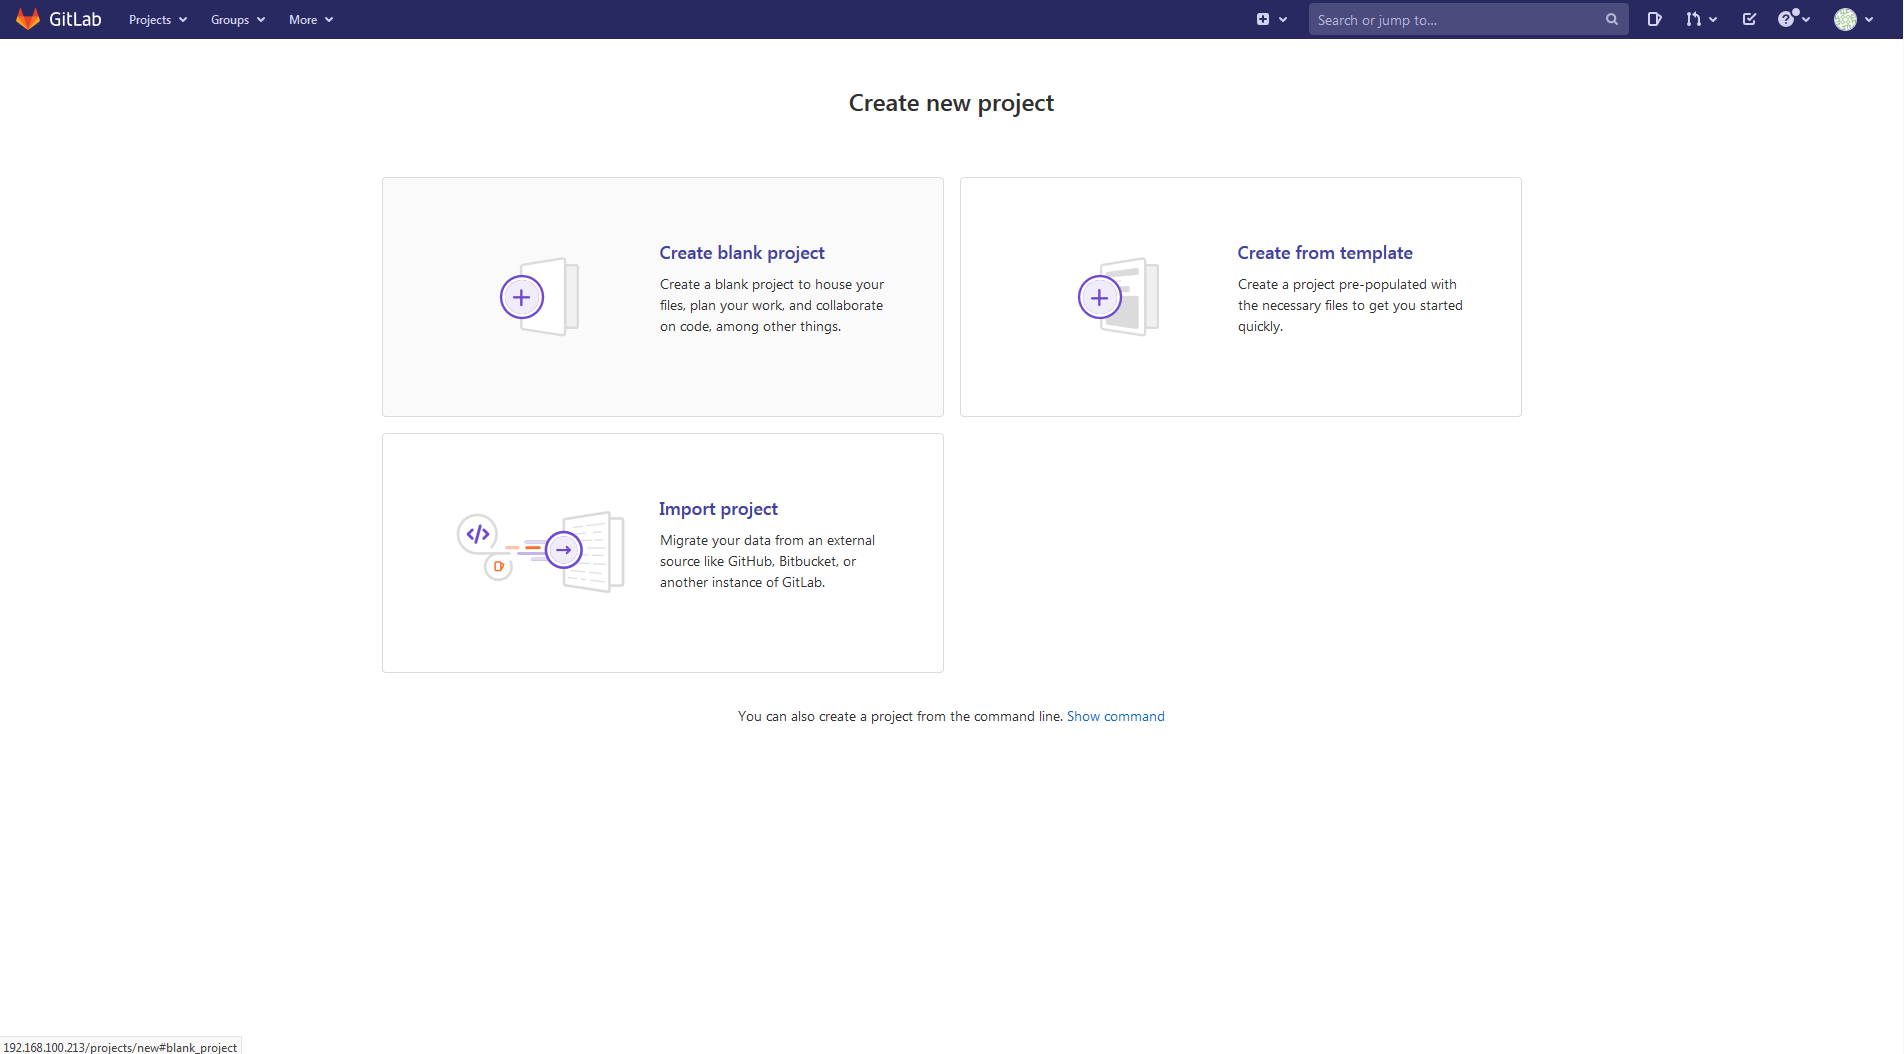 GitLab Projects Groups More Search or jump to...
Create new project
Create blank project
Create a blank project to house your
files, plan your work, and collaborate
on code, among other things.
Create from template
Create a project pre-populated with
the necessary files to get you started
quickly.
Import project
Migrate your data from an external
source like GitHub, Bitbucket, or
another instance of GitLab.
You can also create a project from the command line. Show command
192.168.100.213/projects/new#blank_project